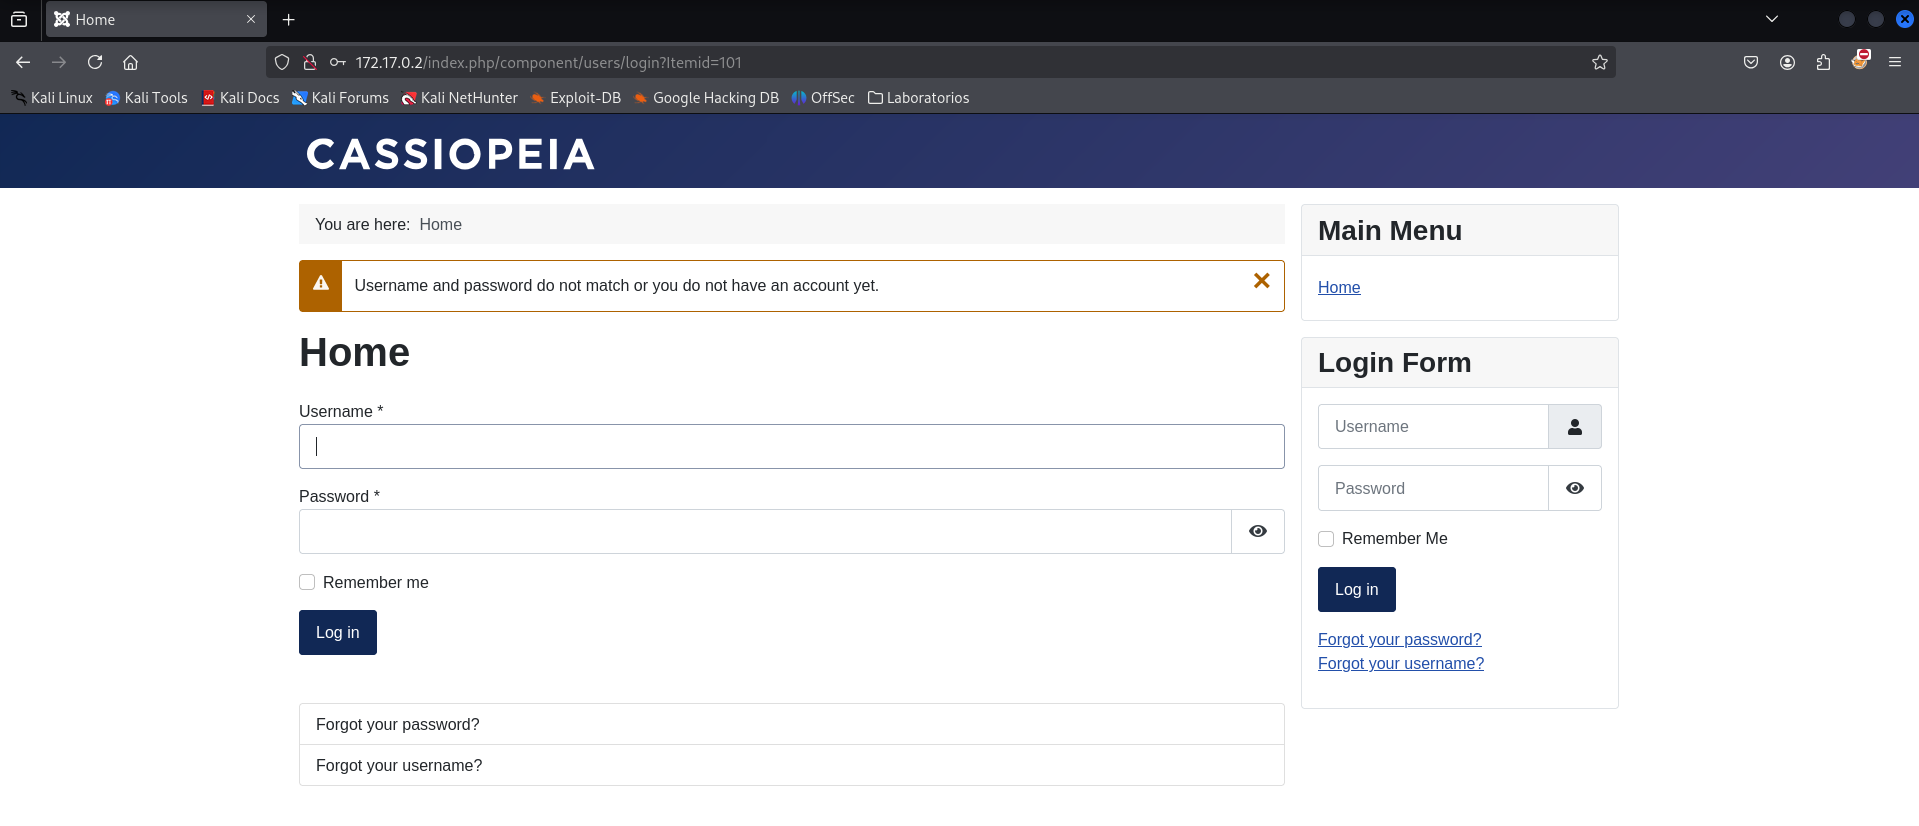 Home
172.17.0.2/index.php/component/users/login?Itemid=101
Kali Linux Kali Tools Kali Docs Kali Forums Kali NetHunter Exploit-DB Google Hacking DB OffSec Laboratorios
CASSIOPEIA
You are here: Home
Username and password do not match or you do not have an account yet.
Home
Username *
Password *
Remember me
Log in
Forgot your password?
Forgot your username?
Main Menu
Home
Login Form
Username
Password
Remember Me
Log in
Forgot your password?
Forgot your username?